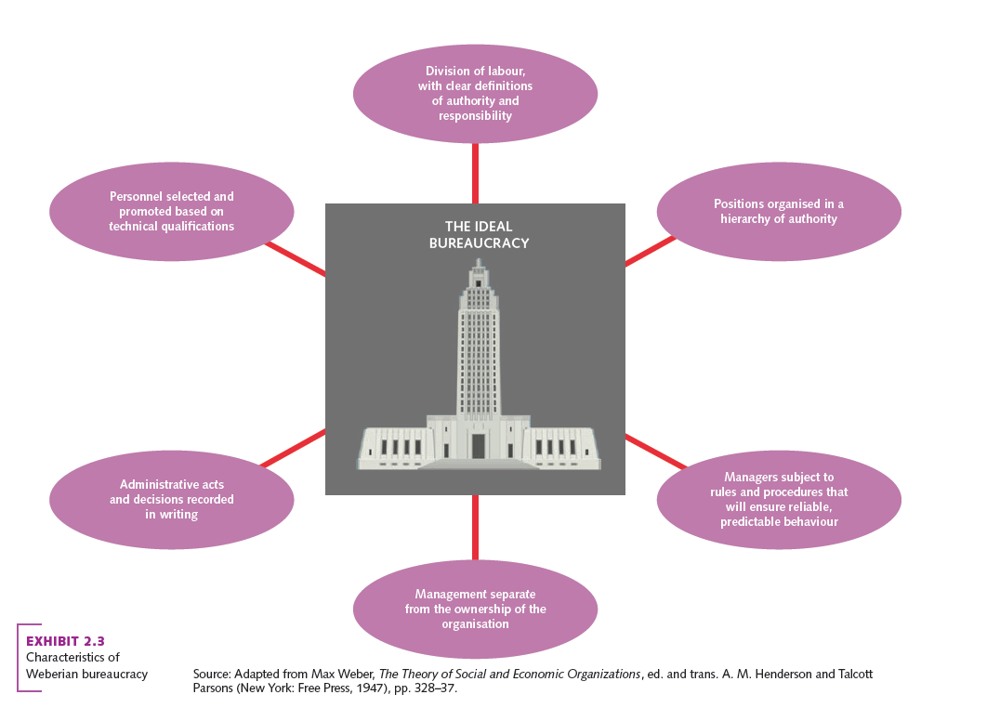 Division of labour,
with clear definitions
of authority and
responsibility
Personnel selected and
promoted based on
technical qualifications
Positions organised in a
hierarchy of authority
THE IDEAL
BUREAUCRACY
Administrative acts
and decisions recorded
in writing
Managers subject to
rules and procedures that
will ensure reliable,
predictable behaviour
Management separate
from the ownership of the
organisation
EXHIBIT 2.3
Characteristics of
Weberian bureaucracy
Source: Adapted from Max Weber, The Theory of Social and Economic Organizations, ed. and trans. A. M. Henderson and Talcott
Parsons (New York: Free Press, 1947), pp. 328–37.